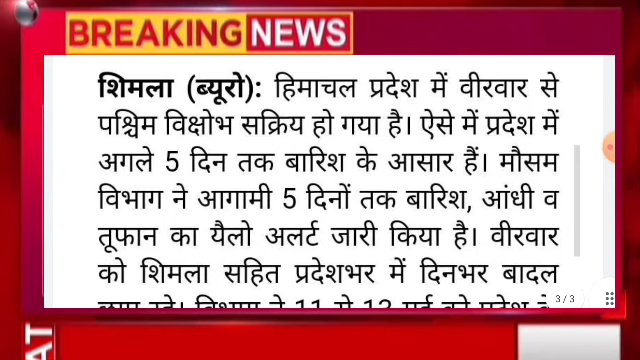 BREAKING NEWS
शिमला (ब्यूरो): हिमाचल प्रदेश में वीरवार से
पश्चिम विक्षोभ सक्रिय हो गया है। ऐसे में प्रदेश में
अगले 5 दिन तक बारिश के आसार हैं। मौसम
विभाग ने आगामी 5 दिनों तक बारिश, आंधी व
तूफान का यैलो अलर्ट जारी किया है। वीरवार
को शिमला सहित प्रदेशभर में दिनभर बादल
3/3
AT